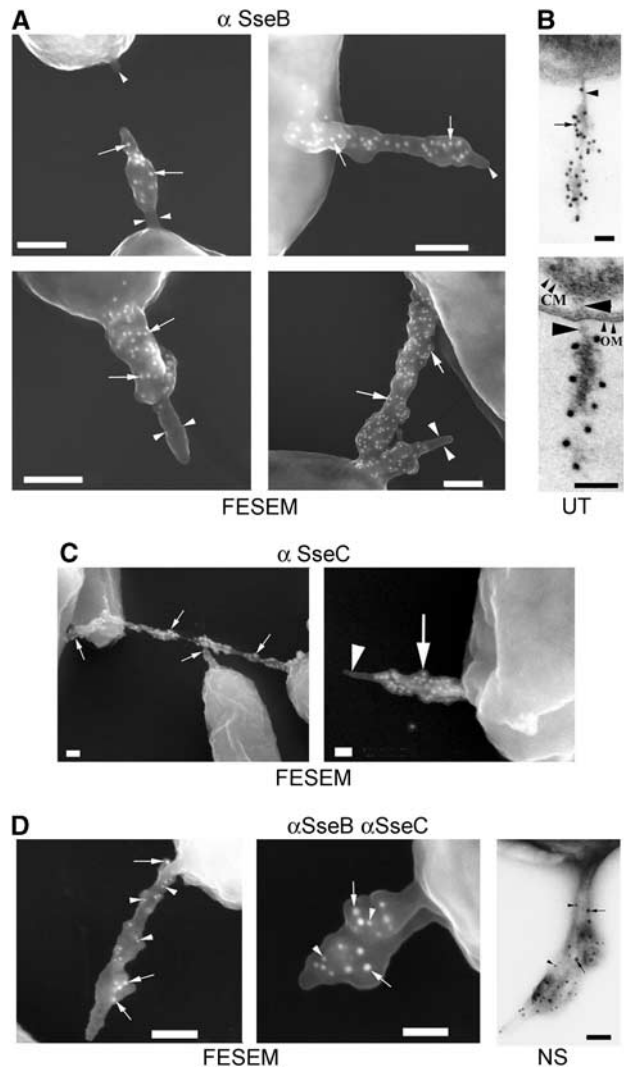 A
α SseB
B
CM
OM
FESEM
UT
C
α SseC
FESEM
D
αSseB αSseC
FESEM
NS